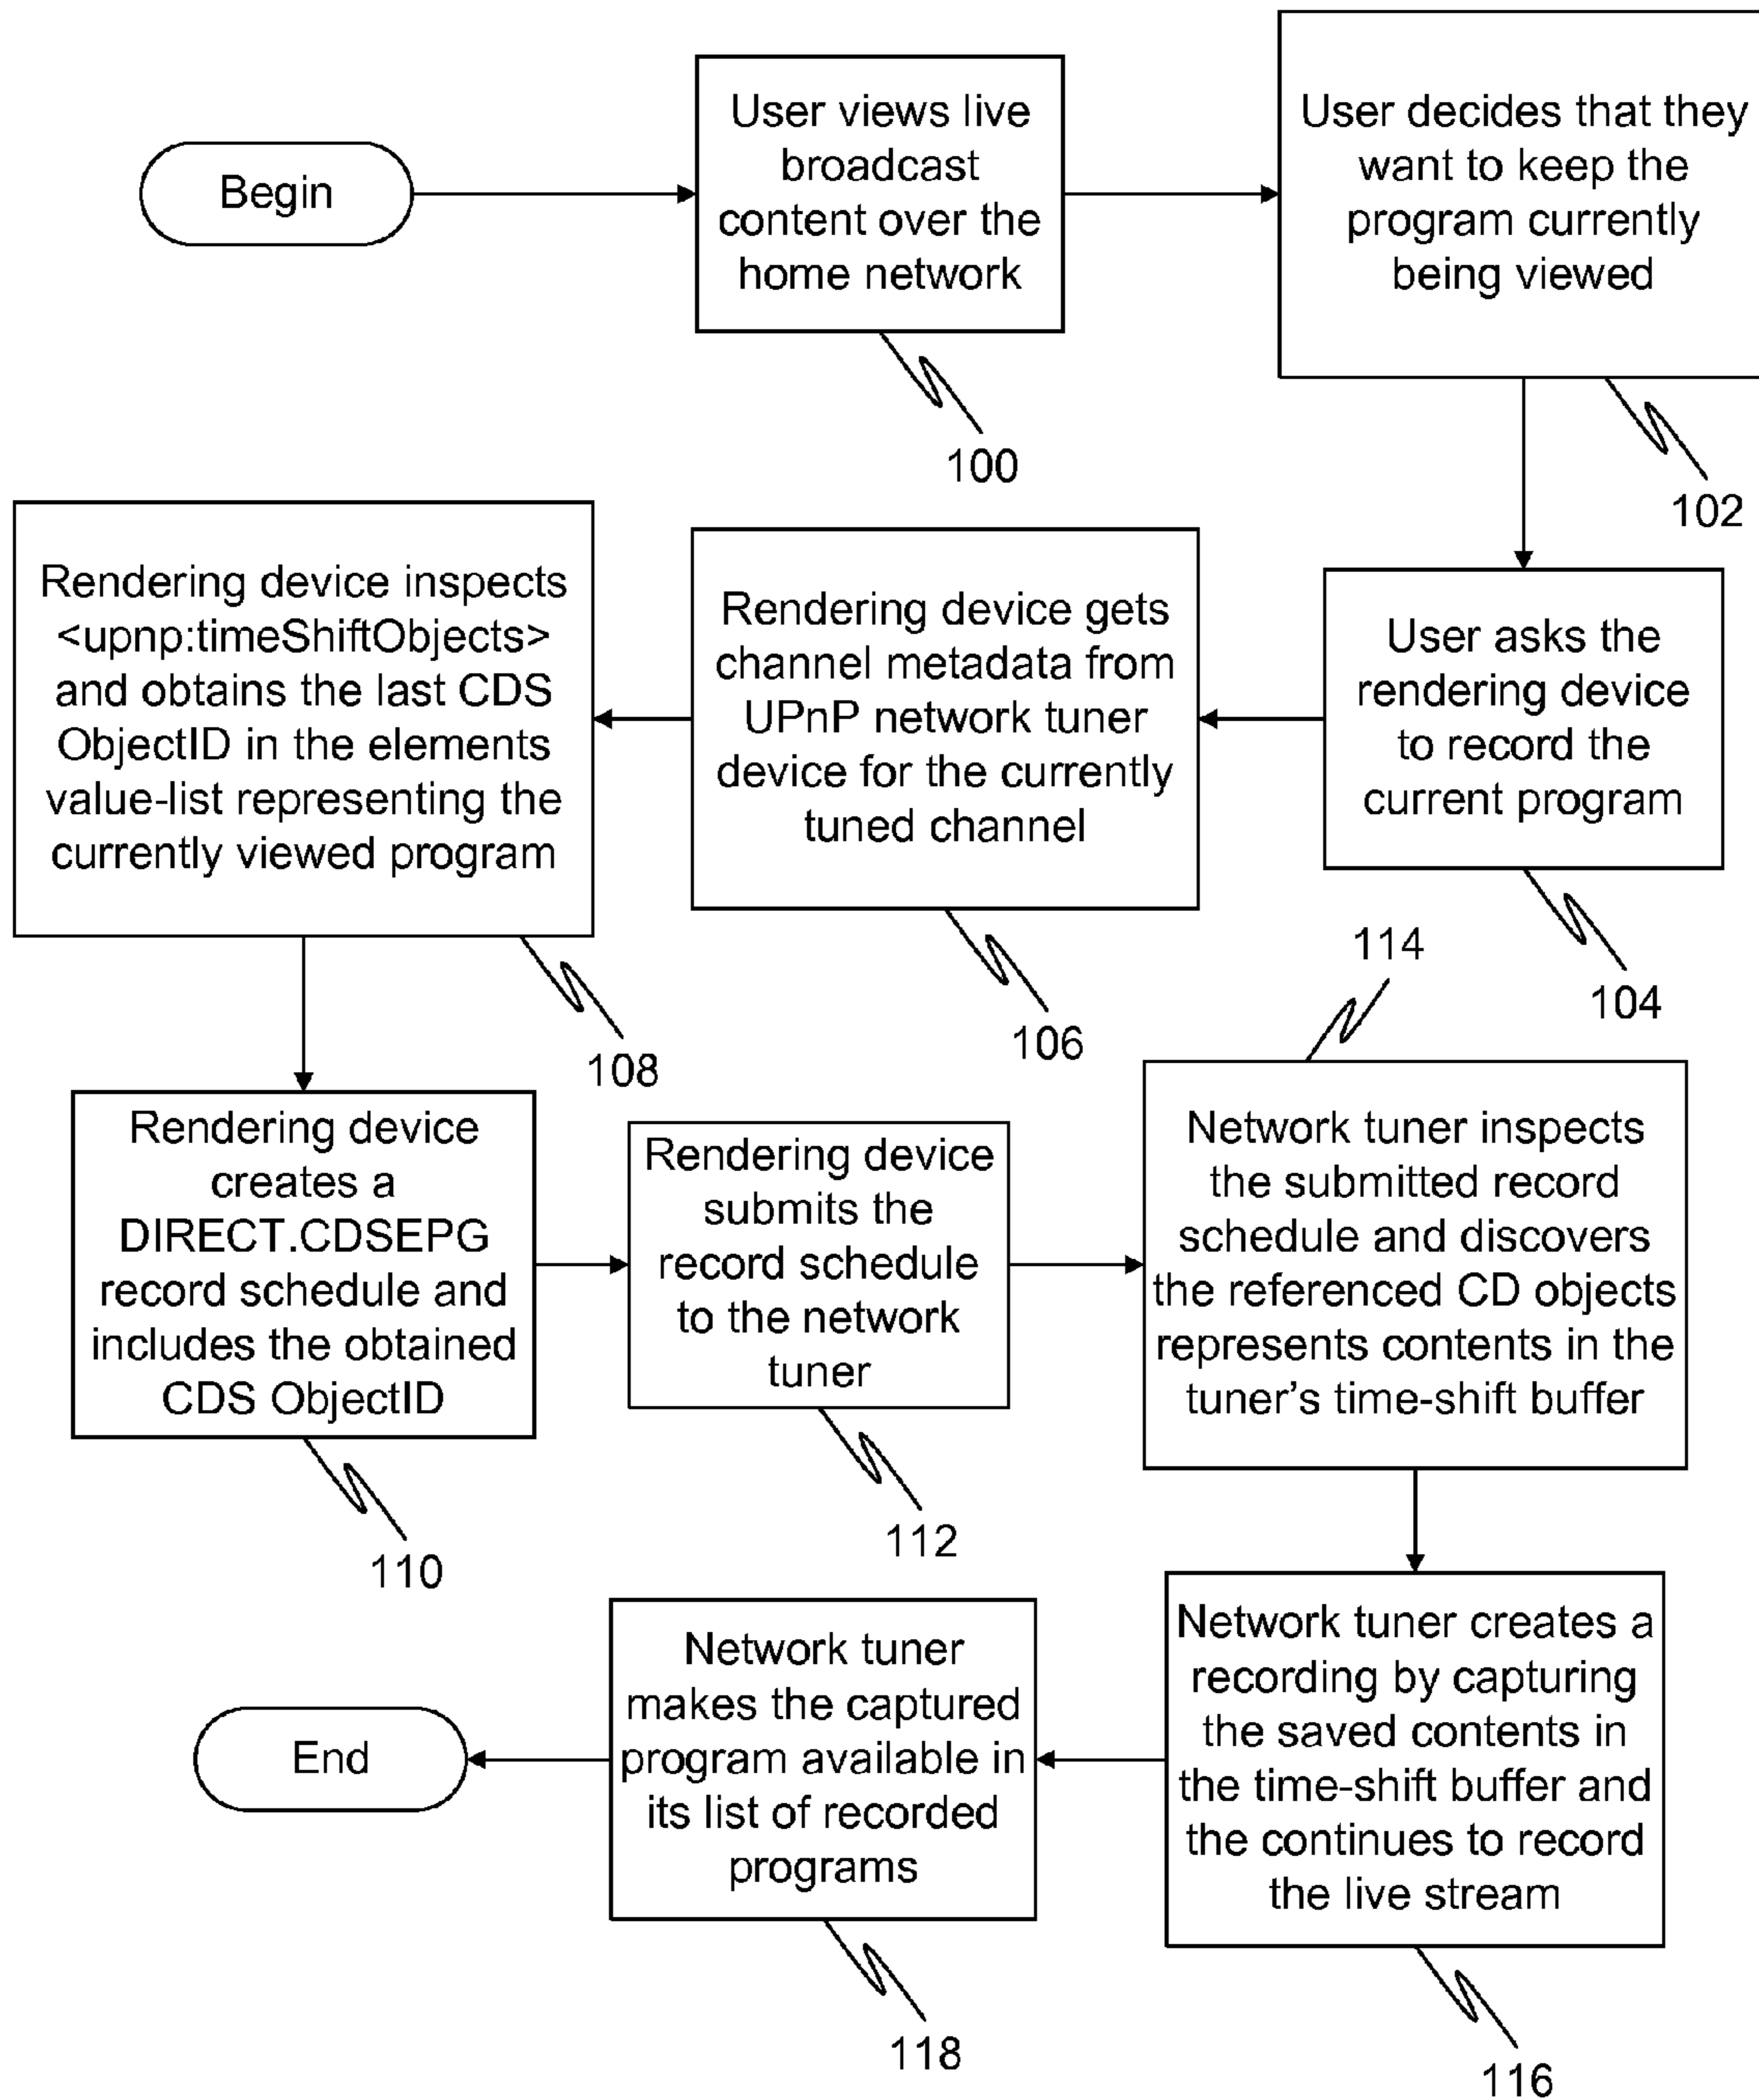 Begin
User views live
broadcast
content over the
home network
100
User decides that they
want to keep the
program currently
being viewed
102
User asks the
rendering device
to record the
current program
104
Rendering device gets
channel metadata from
UPnP network tuner
device for the currently
tuned channel
106
Rendering device inspects
<upnp:timeShiftObjects>
and obtains the last CDS
ObjectID in the elements
value-list representing the
currently viewed program
108
Rendering device
creates a
DIRECT.CDSEPG
record schedule and
includes the obtained
CDS ObjectID
110
Rendering device
submits the
record schedule
to the network
tuner
112
114
Network tuner inspects
the submitted record
schedule and discovers
the referenced CD objects
represents contents in the
tuner's time-shift buffer
Network tuner creates a
recording by capturing
the saved contents in
the time-shift buffer and
the continues to record
the live stream
116
Network tuner
makes the captured
program available in
its list of recorded
programs
118
End